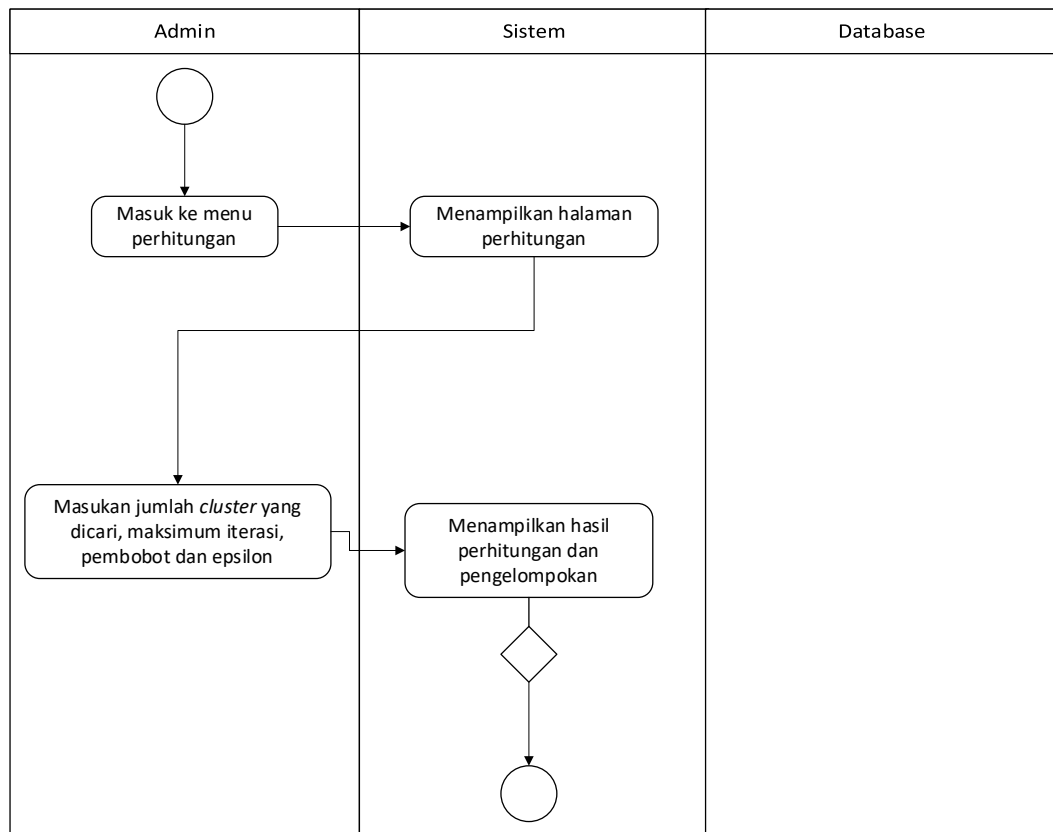 Admin
Sistem
Database
Masuk ke menu
perhitungan
Menampilkan halaman
perhitungan
Masukan jumlah cluster yang
dicari, maksimum iterasi,
pembobot dan epsilon
Menampilkan hasil
perhitungan dan
pengelompokan